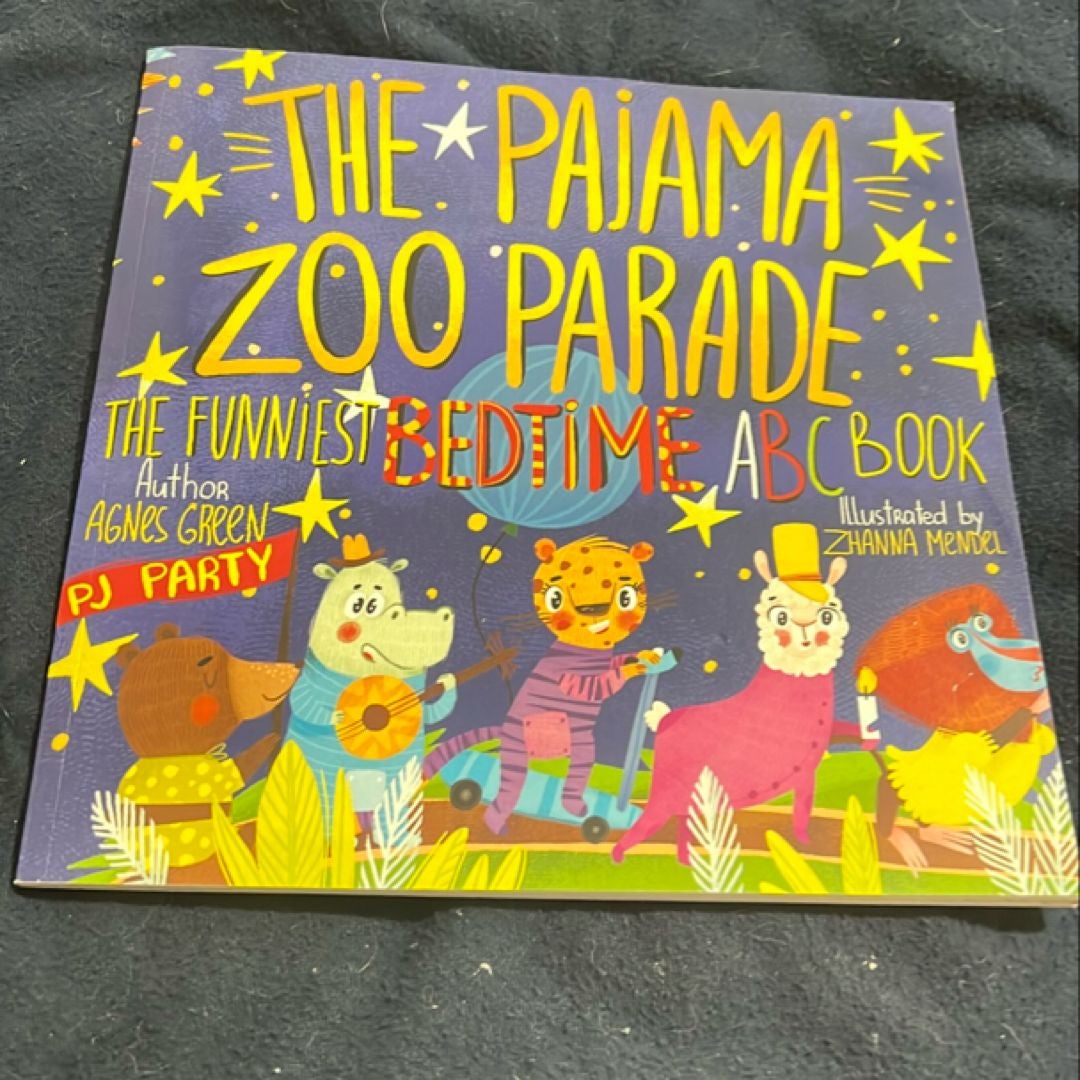 THE PAJAMA
ZOO PARADE
THE FUNNIEST BEDTIME ABC BOOK
Author
AGNES GREEN
Illustrated by
ZHANNA MENDEL
PJ PARTY